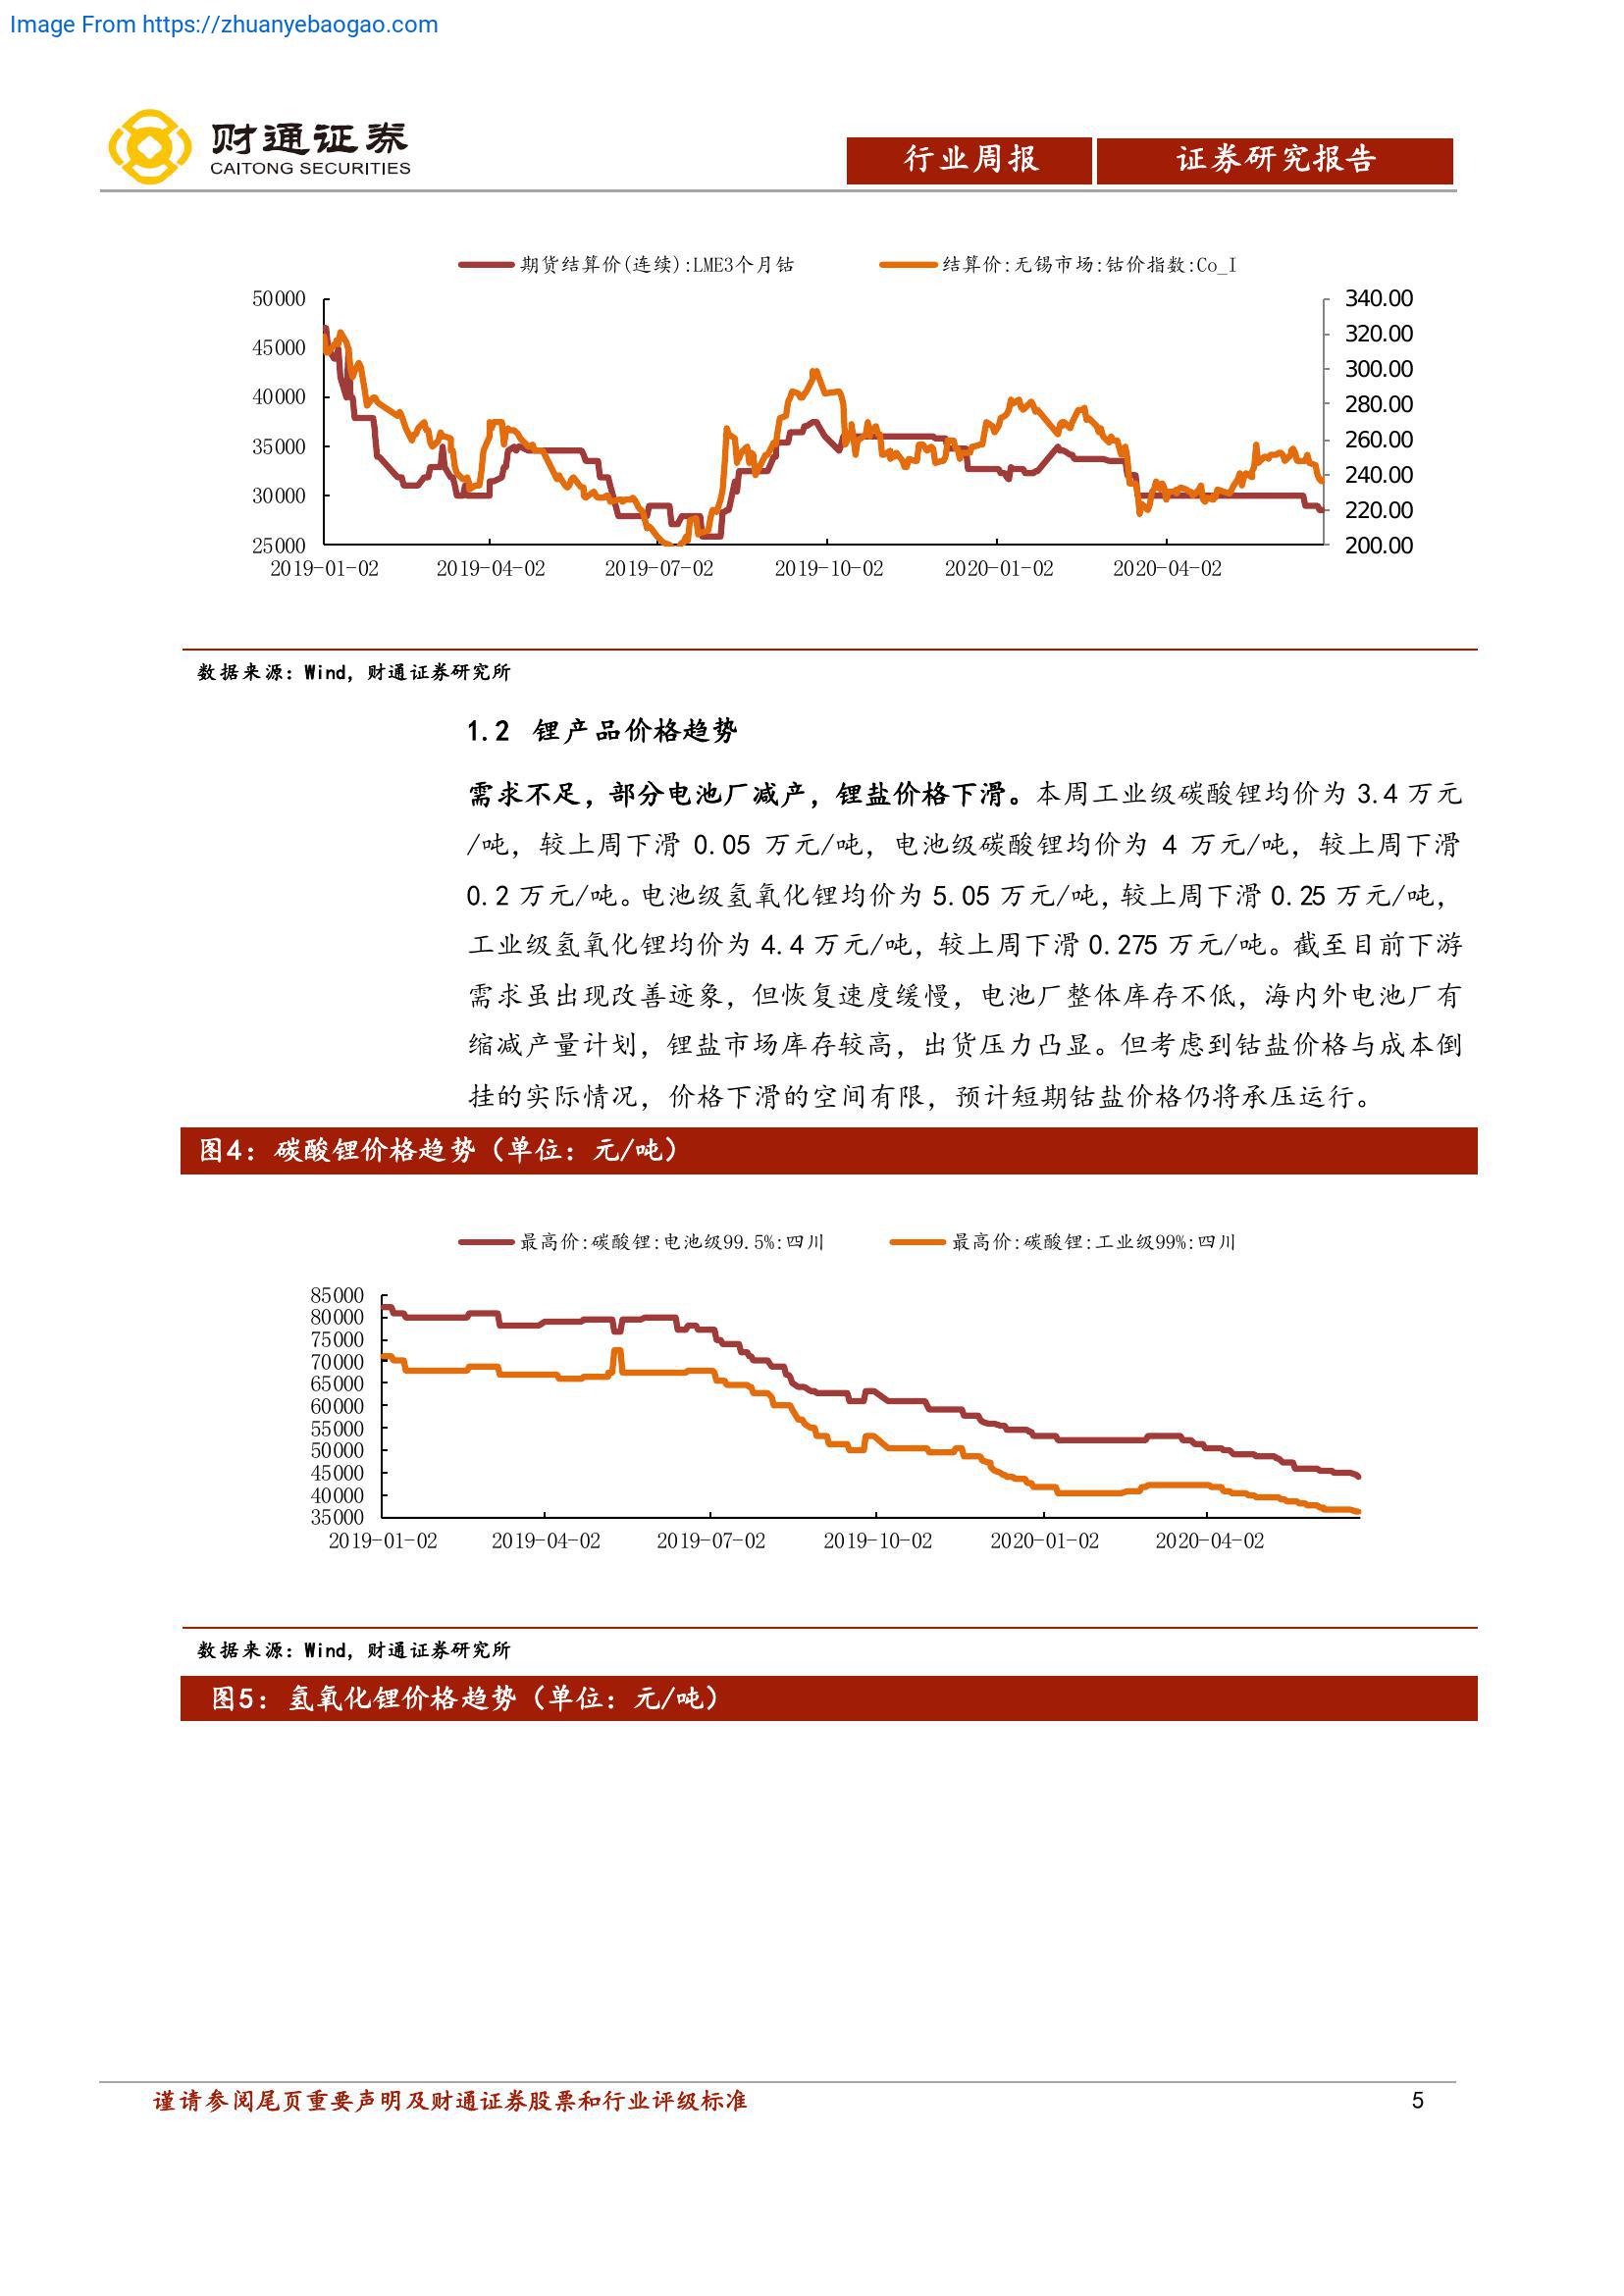 Image From https://zhuanyebaogao.com
财通证券
CAITONG SECURITIES
行业周报 证券研究报告
期货结算价(连续):LME3个月钴 结算价:无锡市场:钴价指数:Co_I
50000
45000
40000
35000
30000
25000
340.00
320.00
300.00
280.00
260.00
240.00
220.00
200.00
2019-01-02 2019-04-02 2019-07-02 2019-10-02 2020-01-02 2020-04-02
数据来源：Wind，财通证券研究所
1.2 锂产品价格趋势
需求不足，部分电池厂减产，锂盐价格下滑。本周工业级碳酸锂均价为 3.4 万元
/吨，较上周下滑 0.05 万元/吨，电池级碳酸锂均价为 4 万元/吨，较上周下滑
0.2 万元/吨。电池级氢氧化锂均价为 5.05 万元/吨，较上周下滑 0.25 万元/吨，
工业级氢氧化锂均价为 4.4 万元/吨，较上周下滑 0.275 万元/吨。截至目前下游
需求虽出现改善迹象，但恢复速度缓慢，电池厂整体库存不低，海内外电池厂有
缩减产量计划，锂盐市场库存较高，出货压力凸显。但考虑到钴盐价格与成本倒
挂的实际情况，价格下滑的空间有限，预计短期钴盐价格仍将承压运行。
图4：碳酸锂价格趋势（单位：元/吨）
最高价:碳酸锂:电池级99.5%:四川 最高价:碳酸锂:工业级99%:四川
85000
80000
75000
70000
65000
60000
55000
50000
45000
40000
35000
2019-01-02 2019-04-02 2019-07-02 2019-10-02 2020-01-02 2020-04-02
数据来源：Wind，财通证券研究所
图5：氢氧化锂价格趋势（单位：元/吨）
谨请参阅尾页重要声明及财通证券股票和行业评级标准 5